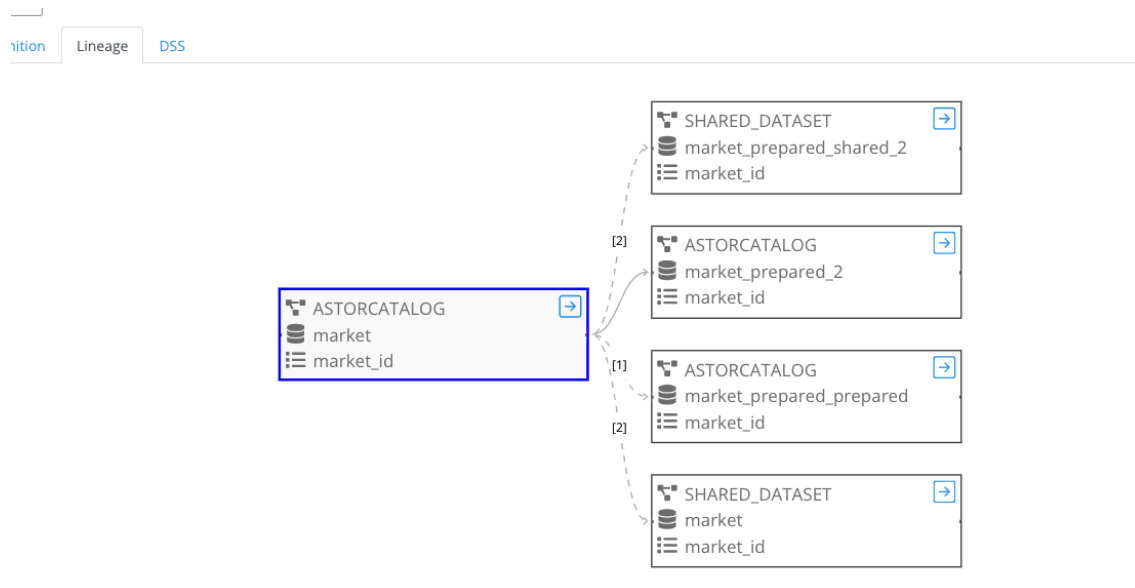 nition
Lineage
DSS
SHARED_DATASET
market_prepared_shared_2
market_id
[2]
ASTORCATALOG
market_prepared_2
market_id
ASTORCATALOG
market
market_id
[1]
ASTORCATALOG
market_prepared_prepared
market_id
[2]
SHARED_DATASET
market
market_id